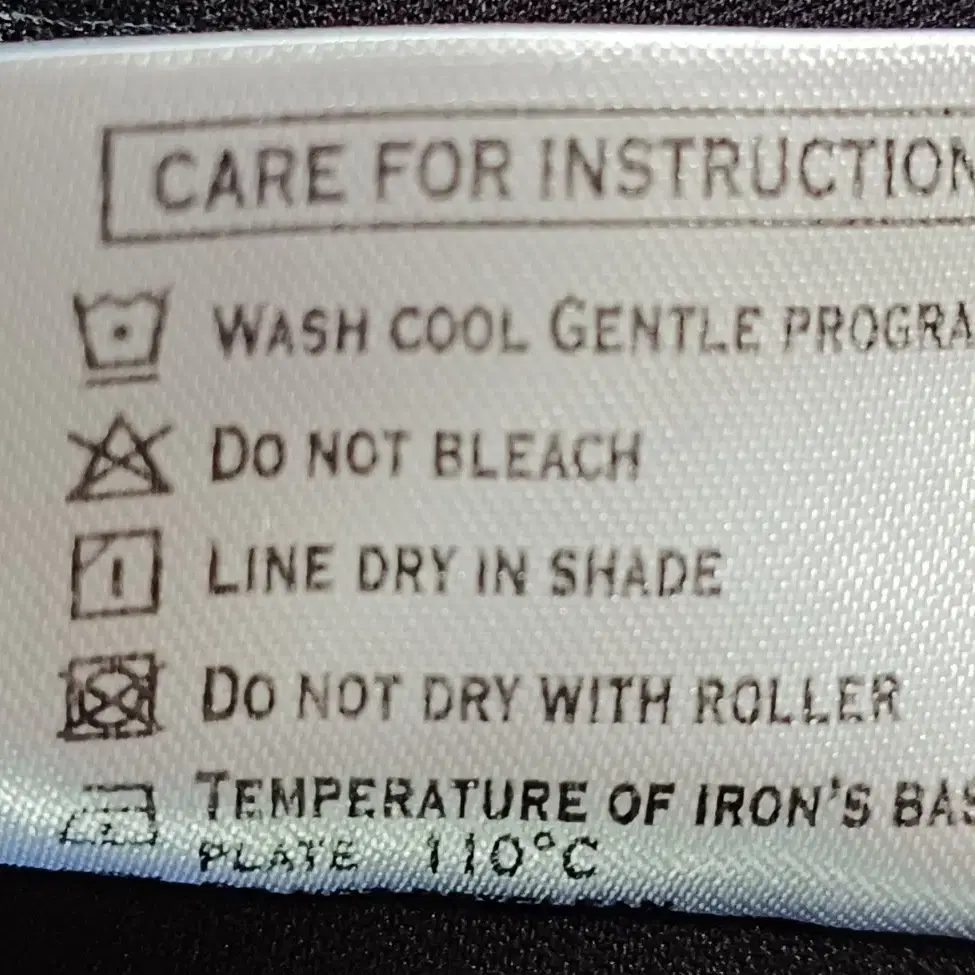 CARE FOR INSTRUCTION
WASH COOL GENTLE PROGRA
DO NOT BLEACH
LINE DRY IN SHADE
DO NOT DRY WITH ROLLER
TEMPERATURE OF IRON'S BAS
PLATE 110°C